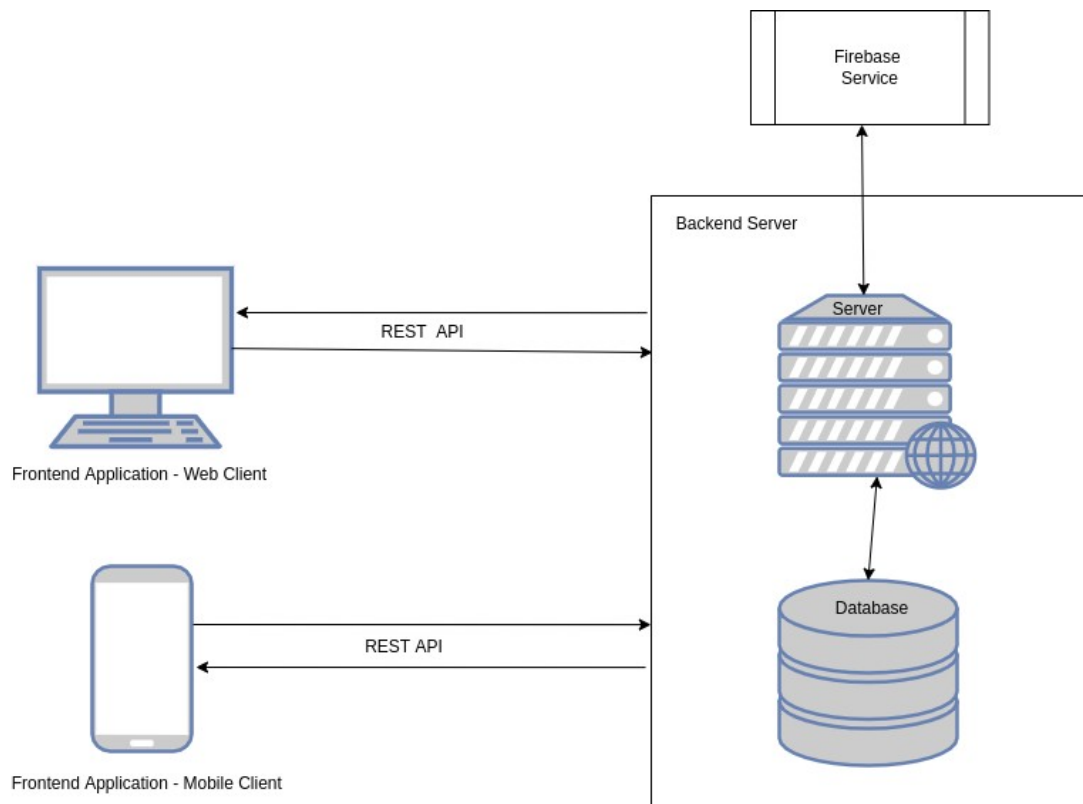 Firebase
Service
Backend Server
Server
REST API
Frontend Application - Web Client
Database
REST API
Frontend Application - Mobile Client